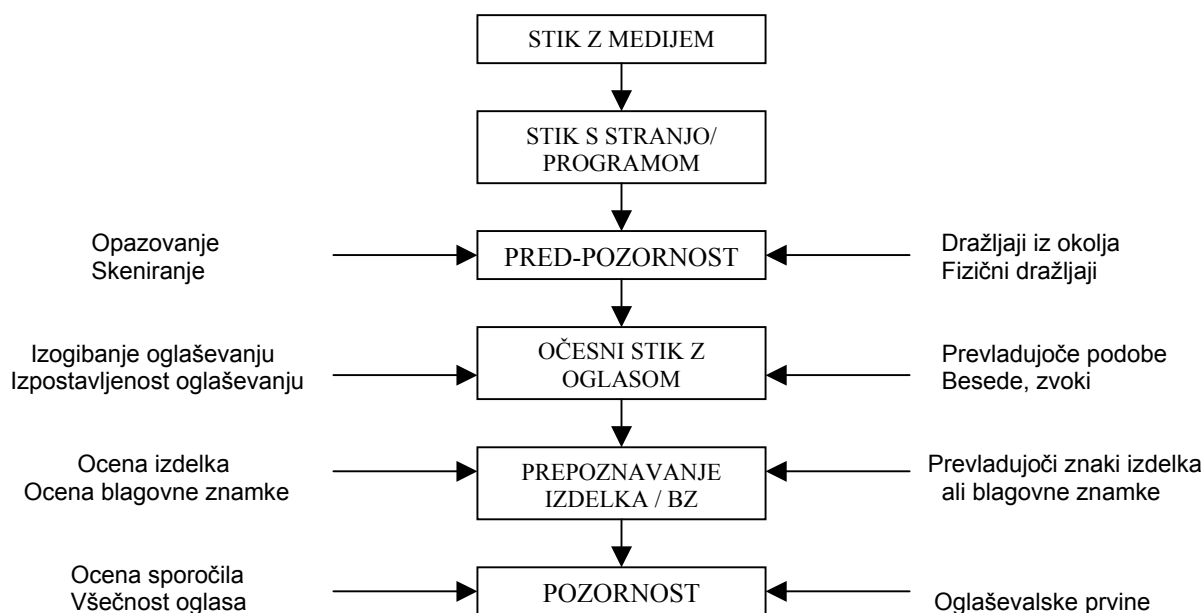 STIK Z MEDIJEM
STIK S STRANJO/
PROGRAMOM
Opazovanje
Skeniranje
PRED-POZORNOST
Dražljaji iz okolja
Fizični dražljaji
Izogibanje oglaševanju
Izpostavljenost oglaševanju
OČESNI STIK Z
OGLASOM
Prevladujoče podobe
Besede, zvoki
Ocena izdelka
Ocena blagovne znamke
PREPOZNAVANJE
IZDELKA / BZ
Prevladujoči znaki izdelka
ali blagovne znamke
Ocena sporočila
Všečnost oglasa
POZORNOST
Oglaševalske prvine